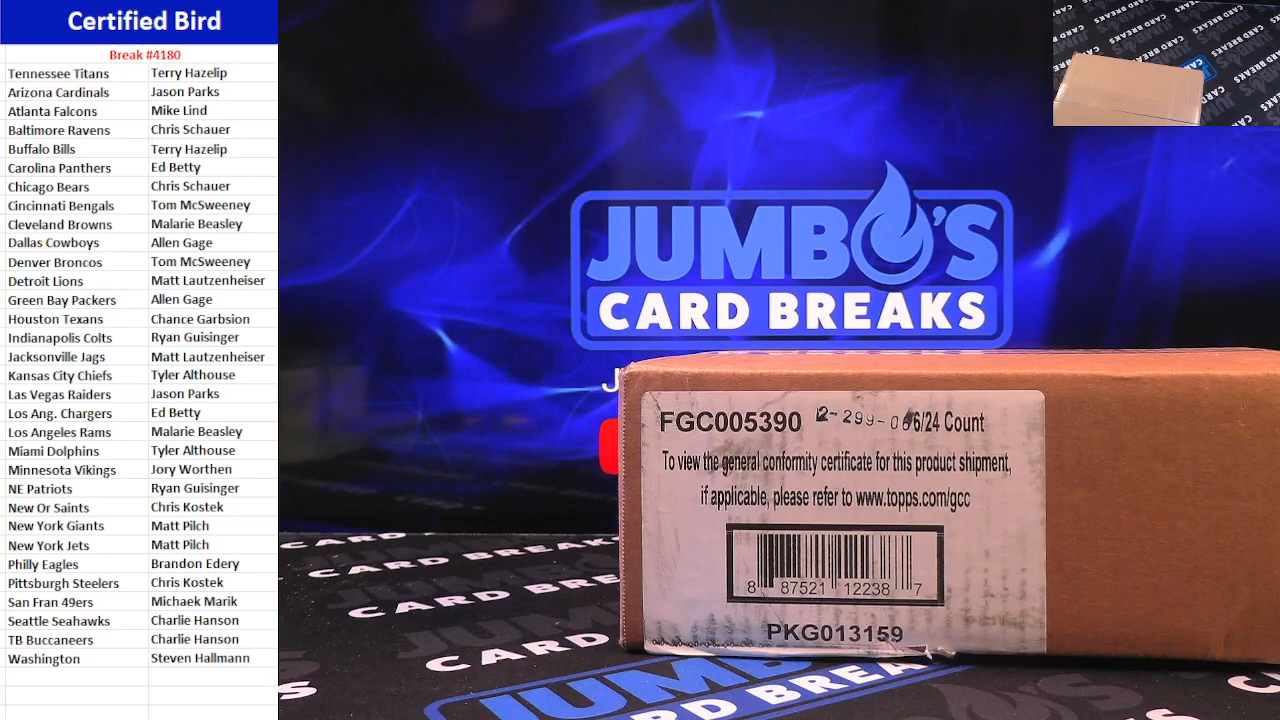 Certified Bird
Break #4180
Tennessee Titans Terry Hazelip
Arizona Cardinals Jason Parks
Atlanta Falcons Mike Lind
Baltimore Ravens Chris Schauer
Buffalo Bills Terry Hazelip
Carolina Panthers Ed Betty
Chicago Bears Chris Schauer
Cincinnati Bengals Tom McSweeney
Cleveland Browns Malarie Beasley
Dallas Cowboys Allen Gage
Denver Broncos Tom McSweeney
Detroit Lions Matt Lautzenheiser
Green Bay Packers Allen Gage
Houston Texans Chance Garbsion
Indianapolis Colts Ryan Guisinger
Jacksonville Jags Matt Lautzenheiser
Kansas City Chiefs Tyler Althouse
Las Vegas Raiders Jason Parks
Los Ang. Chargers Ed Betty
Los Angeles Rams Malarie Beasley
Miami Dolphins Tyler Althouse
Minnesota Vikings Jory Worthen
NE Patriots Ryan Guisinger
New Or Saints Chris Kostek
New York Giants Matt Pilch
New York Jets Matt Pilch
Philly Eagles Brandon Edery
Pittsburgh Steelers Chris Kostek
San Fran 49ers Michaek Marik
Seattle Seahawks Charlie Hanson
TB Buccaneers Charlie Hanson
Washington Steven Hallmann
JUMBO'S
CARD BREAKS
FGC005390 6/24 Count
To view the general conformity certificate for this product shipment,
if applicable, please refer to www.topps.com/gcc
8 87521 12238 7
PKG013159
CARD BREAKS
CARD BREAKS
JUMBO'S
CARD BREAKS